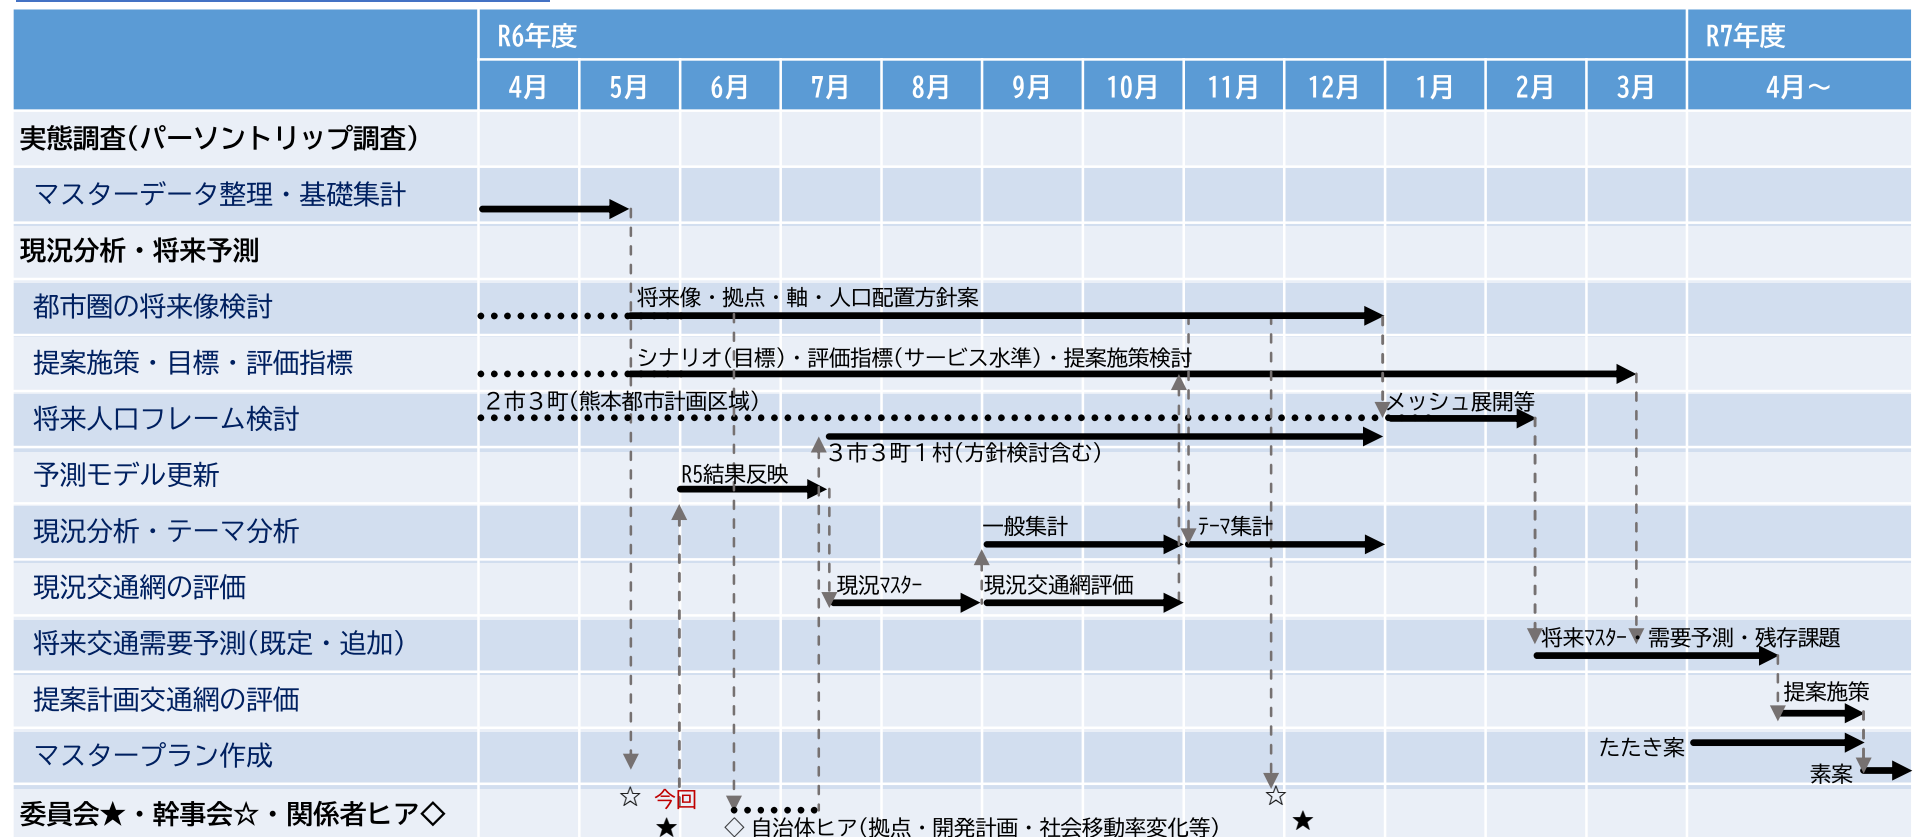 R6年度 R7年度
4月 5月 6月 7月 8月 9月 10月 11月 12月 1月 2月 3月 4月～
実態調査(パーソントリップ調査)
マスターデータ整理・基礎集計
現況分析・将来予測
都市圏の将来像検討
将来像・拠点・軸・人口配置方針案
提案施策・目標・評価指標
シナリオ(目標)・評価指標(サービス水準)・提案施策検討
将来人口フレーム検討
２市３町(熊本都市計画区域)
メッシュ展開等
３市３町１村(方針検討含む)
予測モデル更新
R5結果反映
現況分析・テーマ分析
一般集計
ﾃｰﾏ集計
現況交通網の評価
現況ﾏｽﾀｰ
現況交通網評価
将来交通需要予測(既定・追加)
将来ﾏｽﾀｰ・需要予測・残存課題
提案計画交通網の評価
提案施策
マスタープラン作成
たたき案
素案
委員会★・幹事会☆・関係者ヒア◇
☆ 今回 ☆
★ ◇ 自治体ヒア(拠点・開発計画・社会移動率変化等) ★